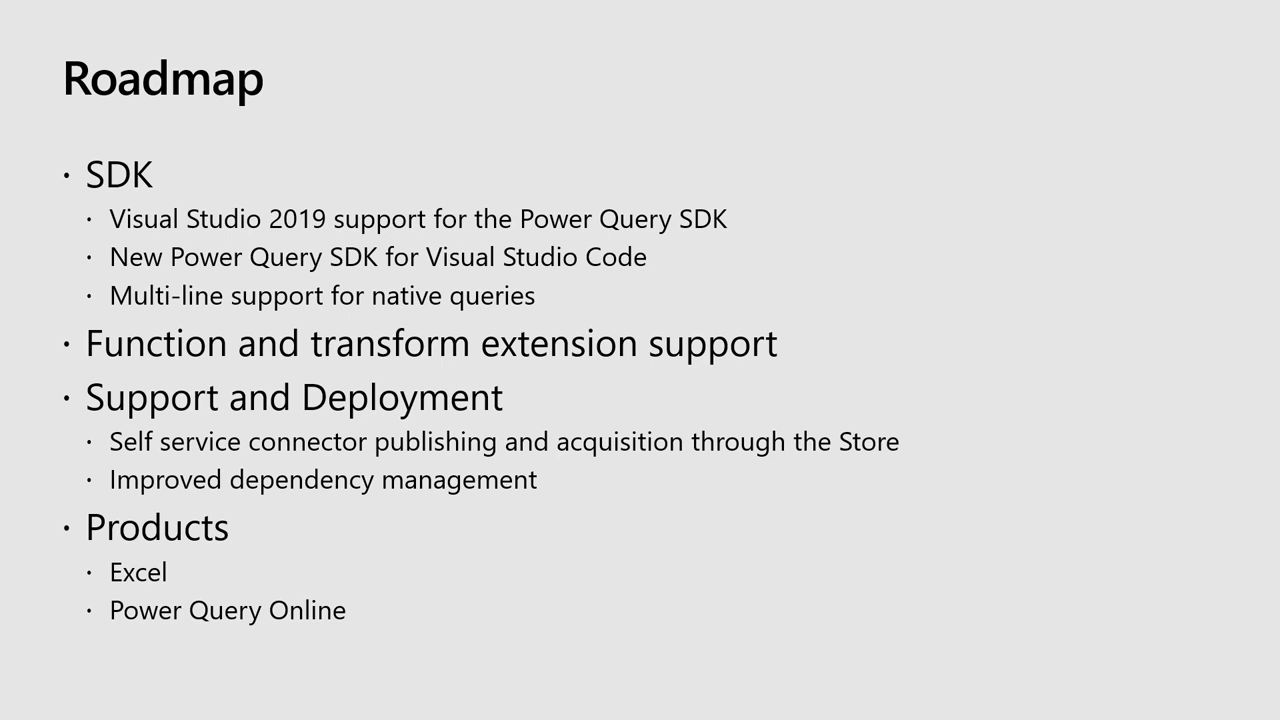 Roadmap
· SDK
· Visual Studio 2019 support for the Power Query SDK
· New Power Query SDK for Visual Studio Code
· Multi-line support for native queries
· Function and transform extension support
· Support and Deployment
· Self service connector publishing and acquisition through the Store
· Improved dependency management
· Products
· Excel
· Power Query Online